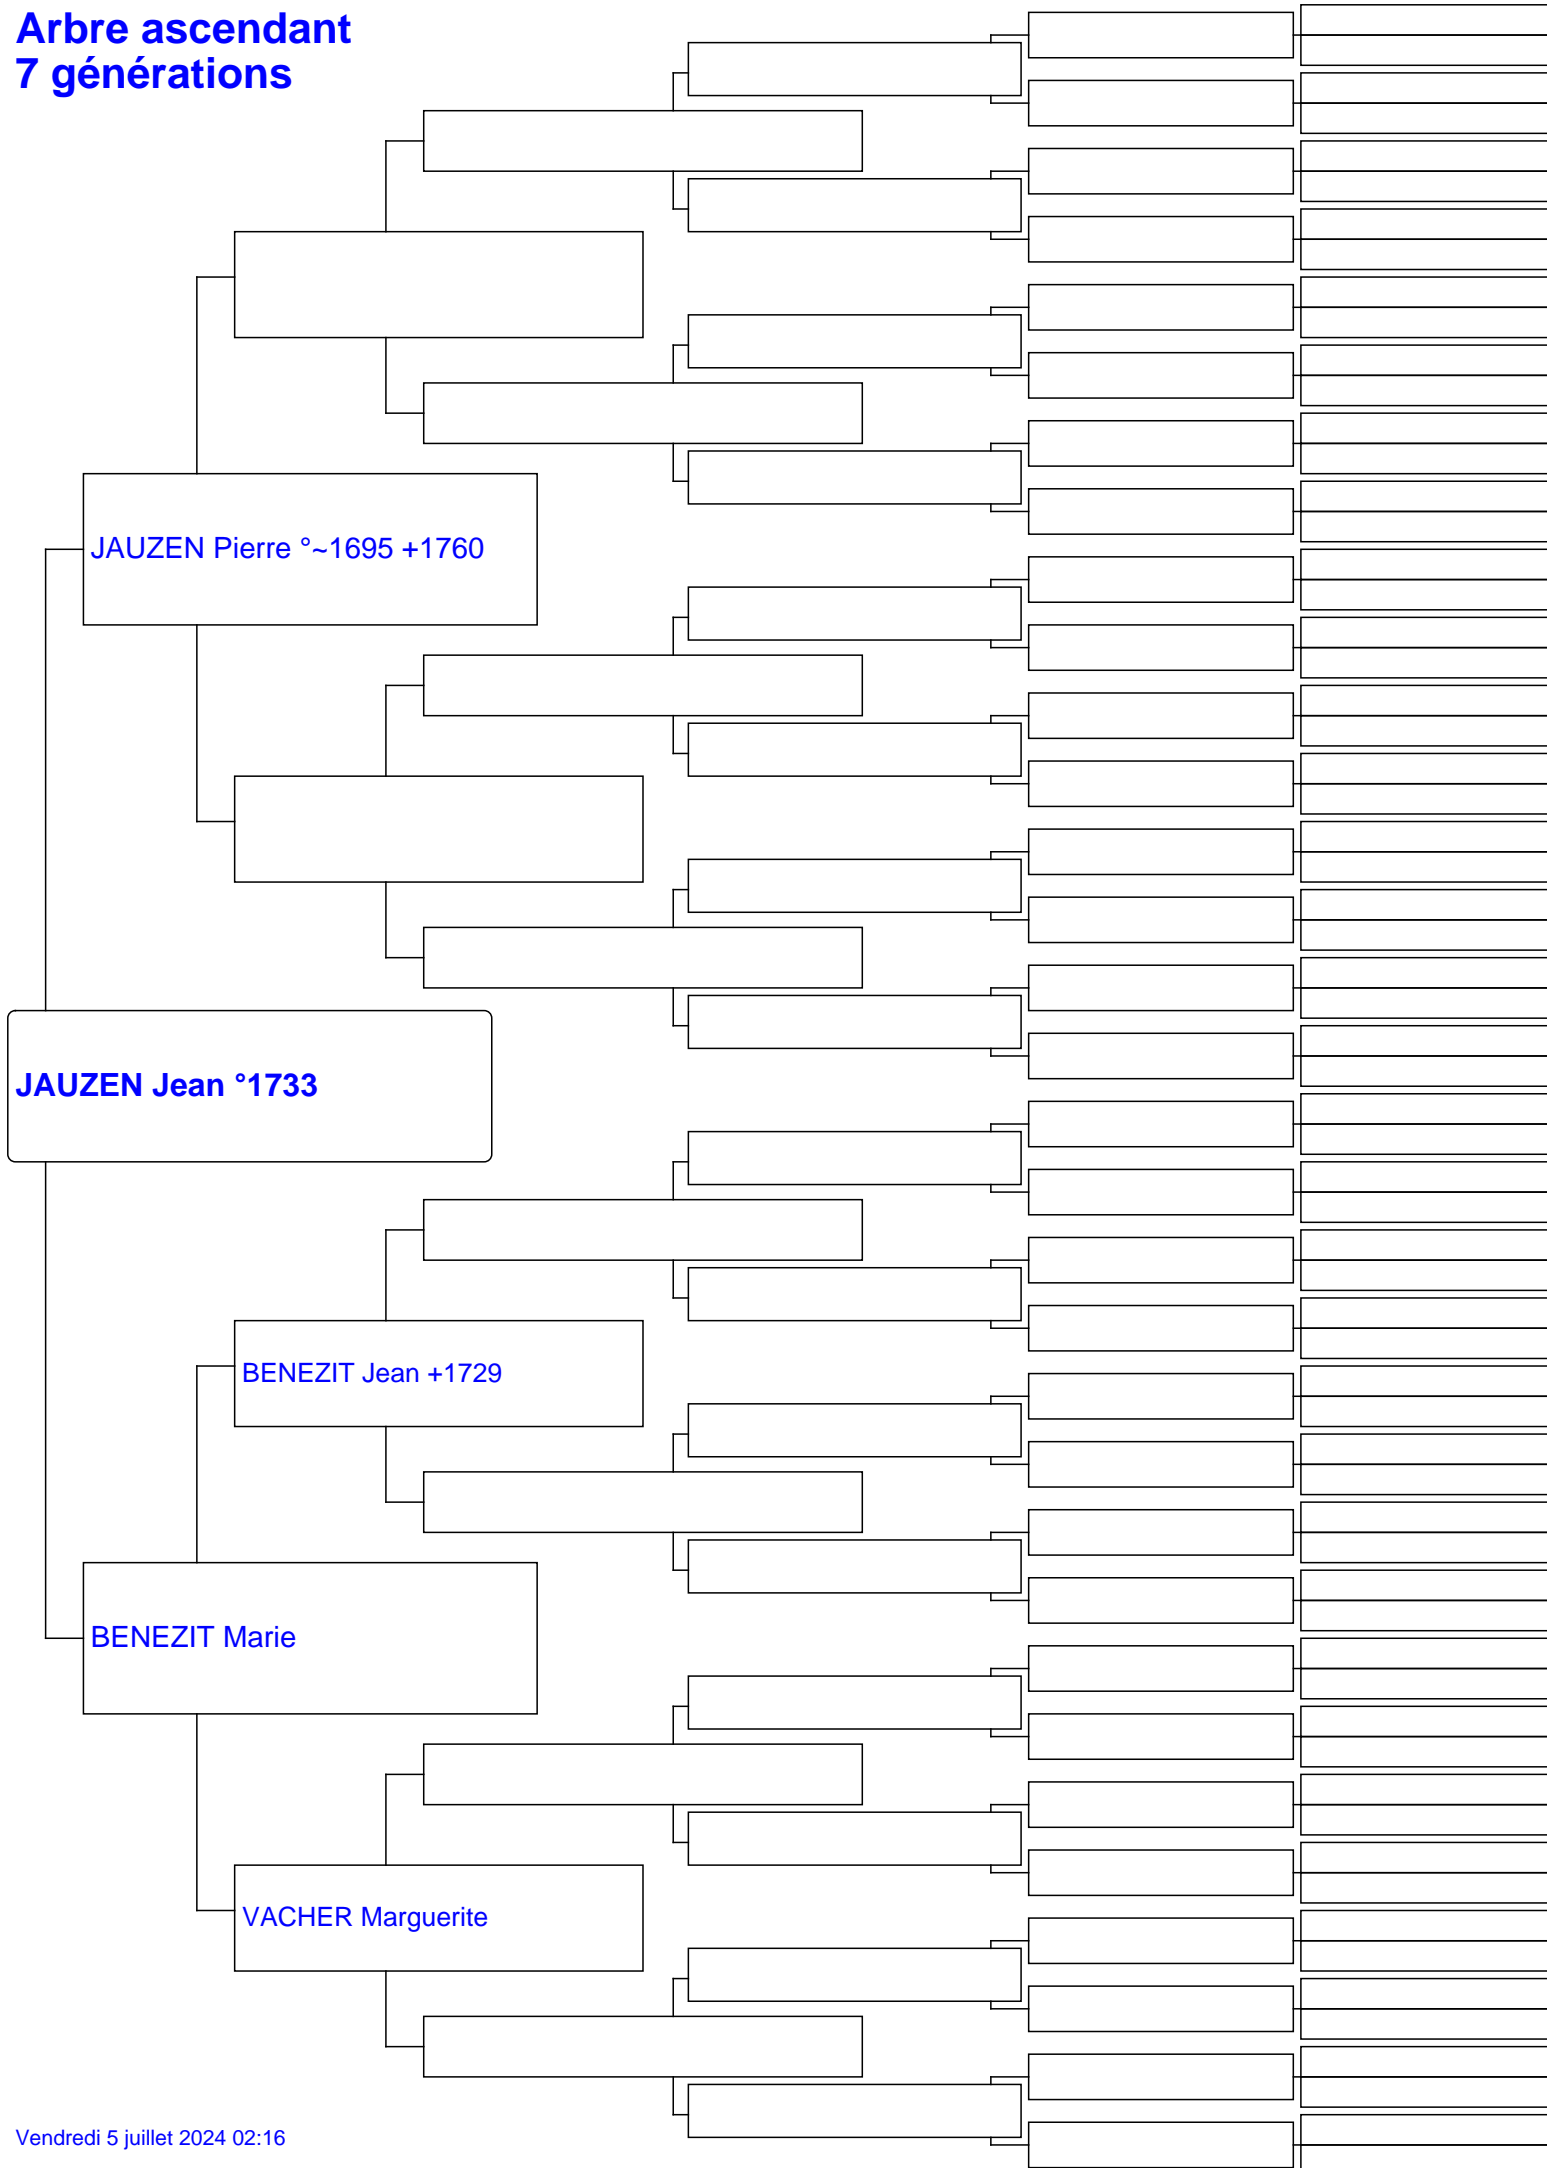 Arbre ascendant
7 générations
JAUZEN Pierre °~1695 +1760
JAUZEN Jean °1733
BENEZIT Jean +1729
BENEZIT Marie
VACHER Marguerite
Vendredi 5 juillet 2024 02:16